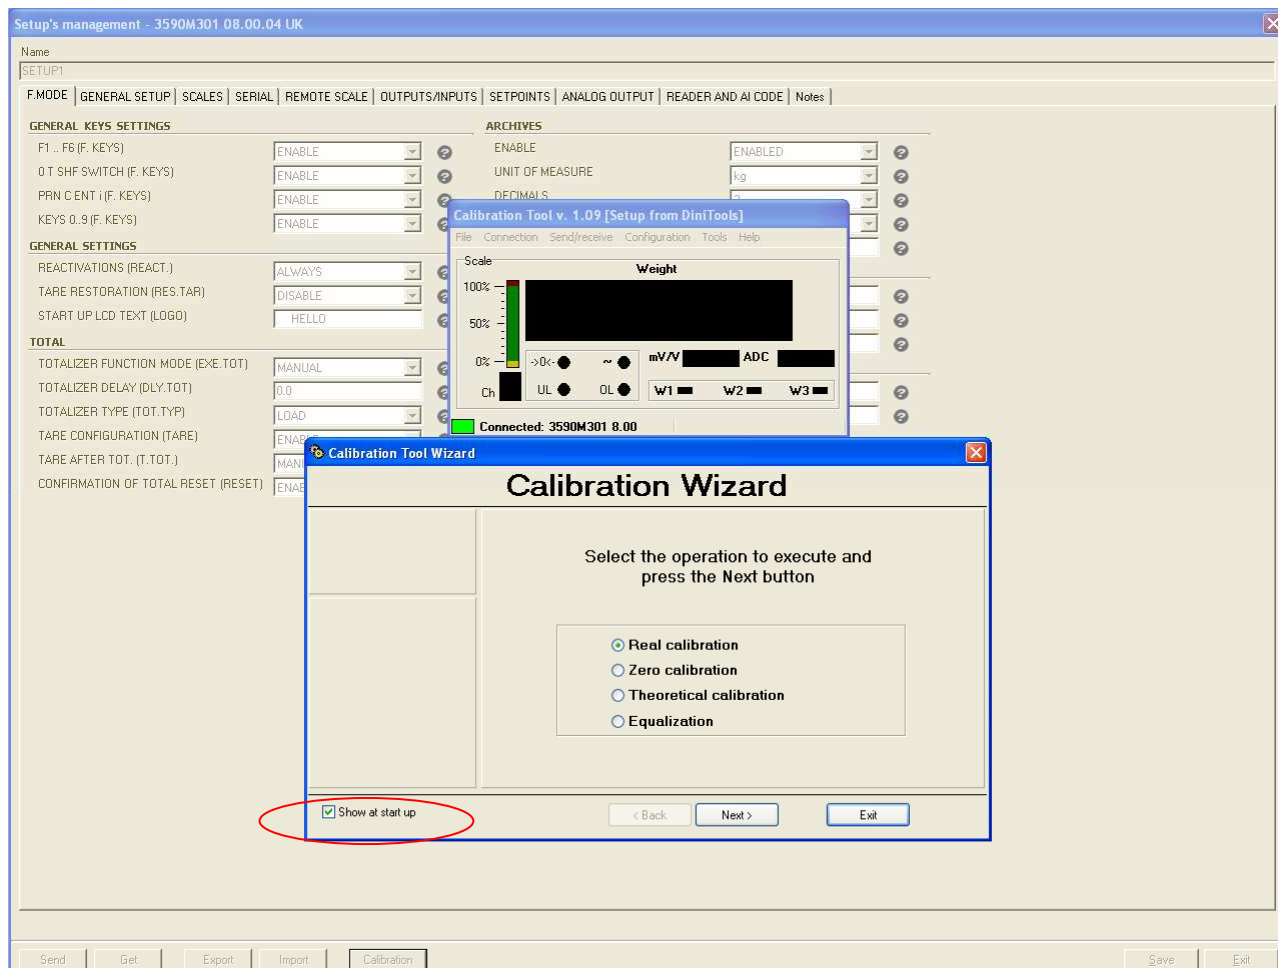 Setup's management - 3590M301 08.00.04 UK
Name
SETUP1
F.MODE GENERAL SETUP SCALES SERIAL REMOTE SCALE OUTPUTS/INPUTS SETPOINTS ANALOG OUTPUT READER AND AI CODE Notes
GENERAL KEYS SETTINGS
F1 .. F6 (F. KEYS) ENABLE
0 T SHF SWITCH (F. KEYS) ENABLE
PRN C ENT i (F. KEYS) ENABLE
KEYS 0..9 (F. KEYS) ENABLE
GENERAL SETTINGS
REACTIVATIONS (REACT.) ALWAYS
TARE RESTORATION (RES.TAR) DISABLE
START UP LCD TEXT (LOGO) HELLO
TOTAL
TOTALIZER FUNCTION MODE (EXE.TOT) MANUAL
TOTALIZER DELAY (DLY.TOT) 0.0
TOTALIZER TYPE (TOT.TYP) LOAD
TARE CONFIGURATION (TARE)
TARE AFTER TOT. (T.TOT.)
CONFIRMATION OF TOTAL RESET (RESET)
ARCHIVES
ENABLE ENABLED
UNIT OF MEASURE kg
DECIMALS
Calibration Tool v. 1.09 [Setup from DiniTools]
File Connection Send/receive Configuration Tools Help
Scale
Weight
100%
50%
0%
Ch
->0<- ~
UL OL
mV/V ADC
W1 W2 W3
Connected: 3590M301 8.00
Calibration Tool Wizard
Calibration Wizard
Select the operation to execute and
press the Next button
Real calibration
Zero calibration
Theoretical calibration
Equalization
Show at start up
< Back Next > Exit
Send Get Export Import Calibration Save Exit